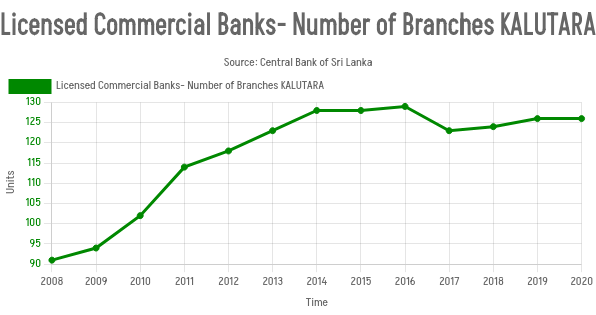 Licensed Commercial Banks- Number of Branches KALUTARA
Source: Central Bank of Sri Lanka
Licensed Commercial Banks- Number of Branches KALUTARA
130
125
120
115
110
105
100
95
90
Units
2008 2009 2010 2011 2012 2013 2014 2015 2016 2017 2018 2019 2020
Time